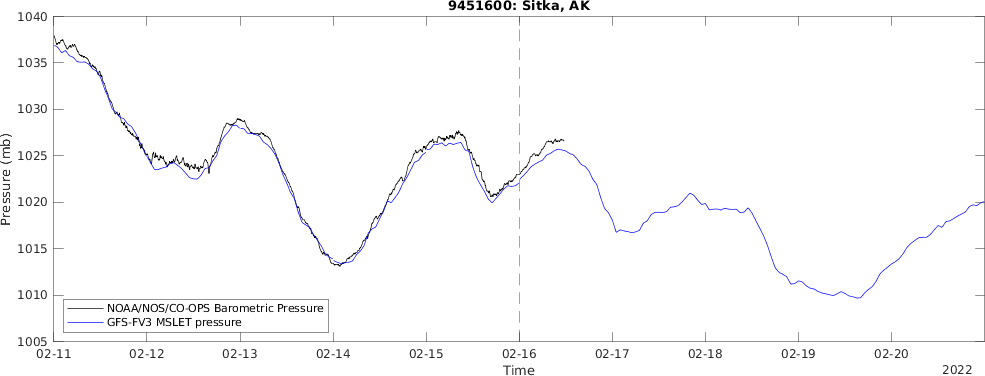 9451600: Sitka, AK
Pressure (mb)
1040
1035
1030
1025
1020
1015
1010
1005
NOAA/NOS/CO-OPS Barometric Pressure
GFS-FV3 MSLET pressure
02-11 02-12 02-13 02-14 02-15 02-16 02-17 02-18 02-19 02-20
Time
2022